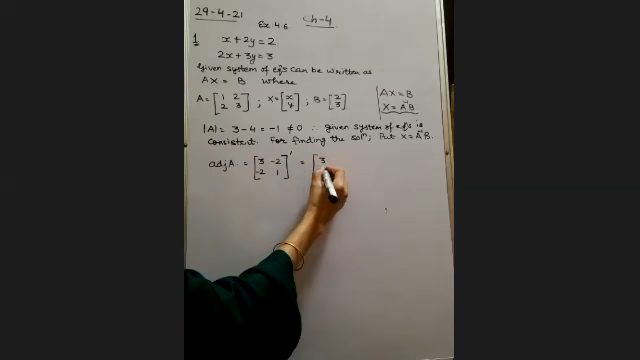 29-4-21
Ex 4.6 Ch-4
1 x + 2y = 2
2x + 3y = 3
Given system of eqs can be written as
AX = B where
A = [1 2; 2 3] ; X = [x; y] ; B = [2; 3]
AX = B
X = A⁻¹B
|A| = 3 - 4 = -1 ≠ 0 ∴ given system of eqs is
consistent. For finding the solⁿ, Put X = A⁻¹B.
adj A. = [3 -2; -2 1]' = [3